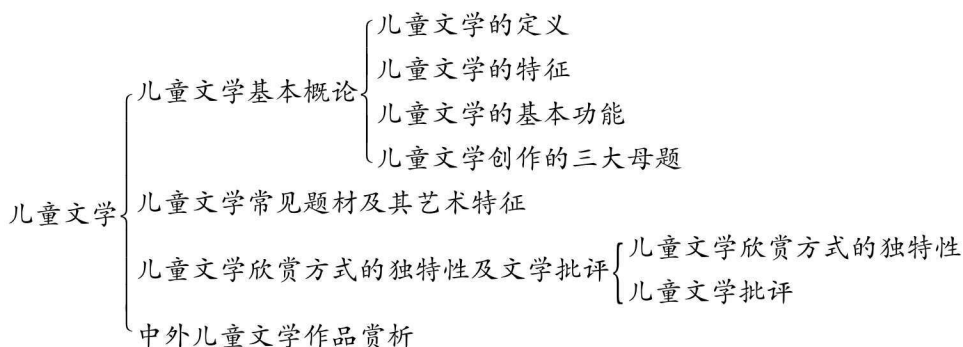 儿童文学
儿童文学基本概论
儿童文学的定义
儿童文学的特征
儿童文学的基本功能
儿童文学创作的三大母题
儿童文学常见题材及其艺术特征
儿童文学欣赏方式的独特性及文学批评
儿童文学欣赏方式的独特性
儿童文学批评
中外儿童文学作品赏析